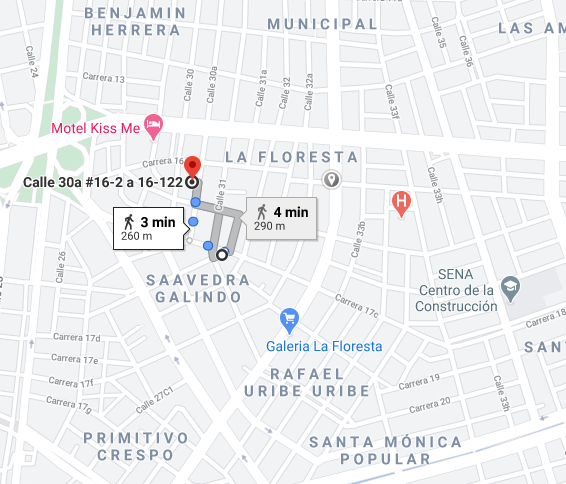 BENJAMIN
HERRERA
MUNICIPAL
LAS AM
Calle 24
Carrera 13
Calle 30
Calle 30a
Calle 31a
Calle 32
Calle 32a
Calle 33f
Calle 35
Calle 36
Motel Kiss Me
Carrera 16
LA FLORESTA
Calle 30a #16-2 a 16-122
Calle 31
H
3 min
260 m
4 min
290 m
Calle 33b
Calle 26
SAAVEDRA
GALINDO
SENA
Centro de la
Construcción
Carrera 17c
Carrera 18
Galeria La Floresta
SAN
Carrera 17d
Carrera 17e
Carrera 17f
Carrera 17g
Calle 27C1
RAFAEL
URIBE URIBE
Calle 33h
Carrera 19
Carrera 20
Calle 33h
PRIMITIVO
CRESPO
SANTA MÓNICA
POPULAR